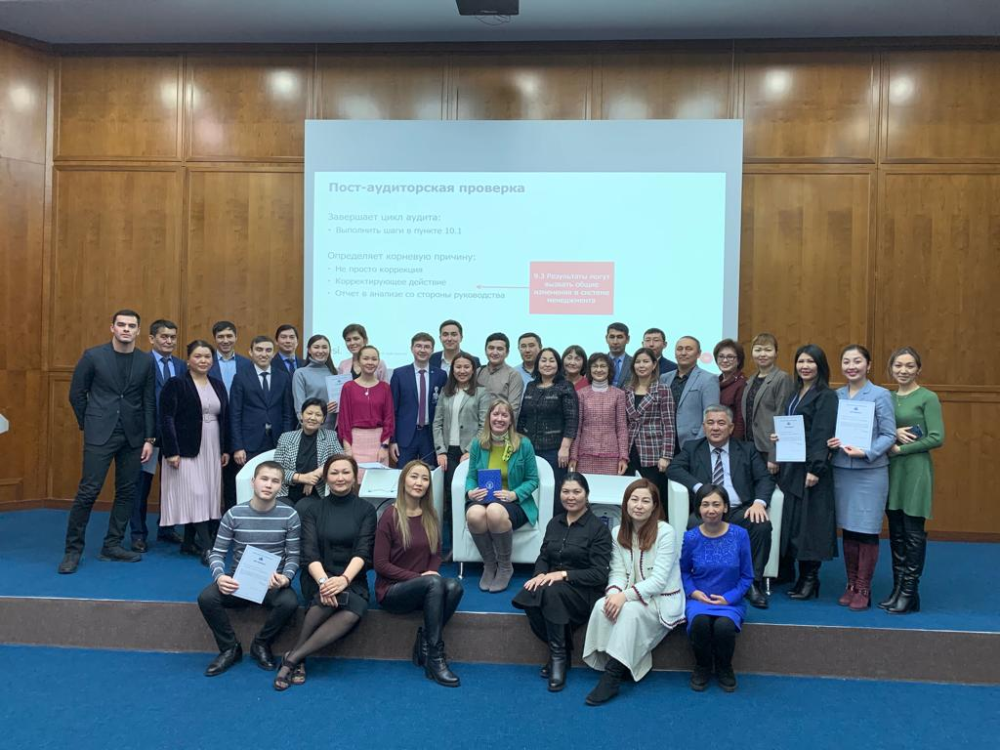 Пост-аудиторская проверка
Завершает цикл аудита:
• Выполнить шаги в пункте 10.1
Определяет корневую причину:
• Не просто коррекция
• Корректирующее действие
• Отчет в анализе со стороны руководства
9.3 Результаты могут
вызвать общие
изменения в системе
менеджмента